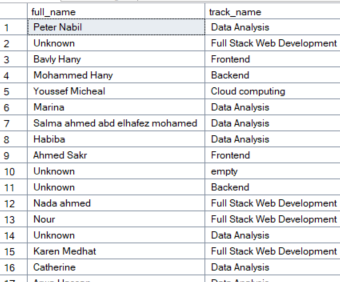 full_name track_name
1 Peter Nabil Data Analysis
2 Unknown Full Stack Web Development
3 Bavly Hany Frontend
4 Mohammed Hany Backend
5 Youssef Micheal Cloud computing
6 Marina Data Analysis
7 Salma ahmed abd elhafez mohamed Data Analysis
8 Habiba Data Analysis
9 Ahmed Sakr Frontend
10 Unknown empty
11 Unknown Backend
12 Nada ahmed Full Stack Web Development
13 Nour Full Stack Web Development
14 Unknown Data Analysis
15 Karen Medhat Full Stack Web Development
16 Catherine Data Analysis